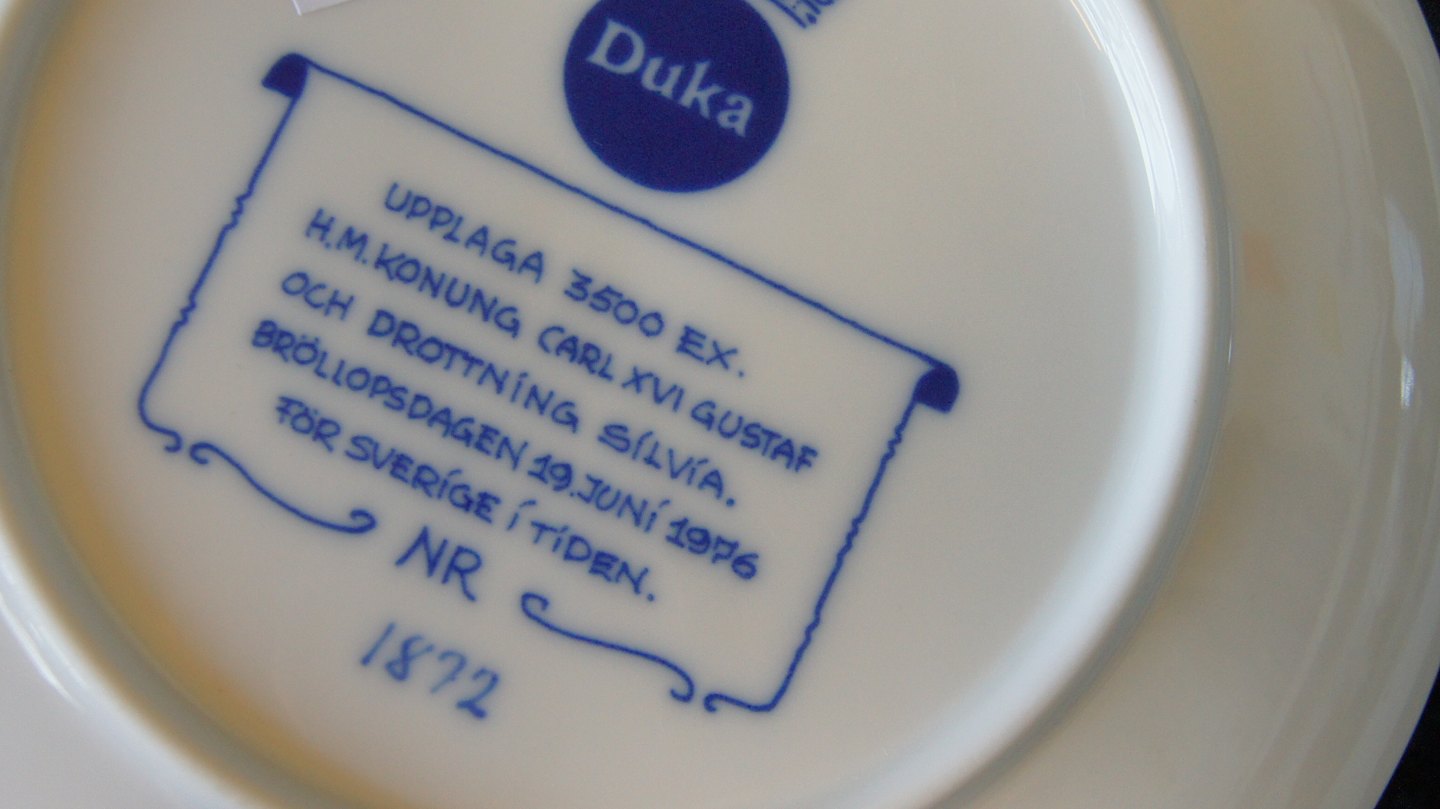 Duka
UPPLAGA 3500 EX.
H.M. KONUNG CARL XVI GUSTAF
OCH DROTTNING SILVIA.
BRÖLLOPSDAGEN 19. JUNI 1976
FÖR SVERIGE I TIDEN.
NR
1872